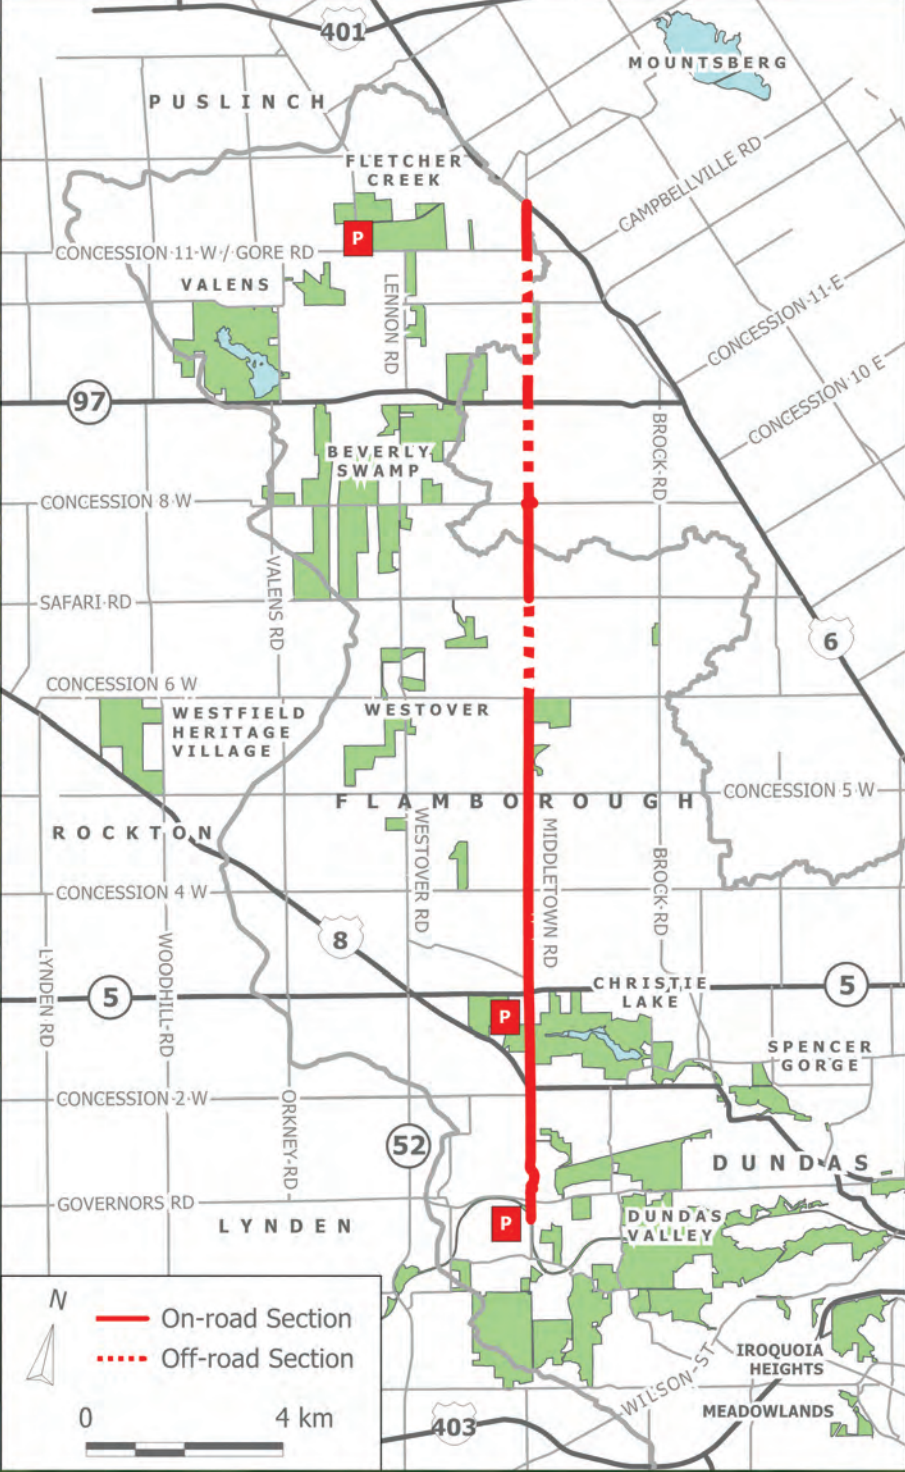 401
MOUNTSBERG
PUSLINCH
FLETCHER
CREEK
CAMPBELLVILLE RD
P
CONCESSION 11 W / GORE RD
VALENS
LENNON RD
CONCESSION 11 E
CONCESSION 10 E
97
BROCK RD
BEVERLY
SWAMP
CONCESSION 8 W
VALENS RD
SAFARI RD
6
CONCESSION 6 W
WESTFIELD
HERITAGE
VILLAGE
WESTOVER
CONCESSION 5 W
FLAMBOROUGH
ROCKTON
WESTOVER RD
MIDDLETOWN RD
BROCK RD
CONCESSION 4 W
8
LYNDEN RD
WOODHILL RD
5
CHRISTIE
LAKE
5
P
SPENCER
GORGE
CONCESSION 2 W
ORKNEY RD
52
DUNDAS
GOVERNORS RD
LYNDEN
P
DUNDAS
VALLEY
N
On-road Section
Off-road Section
0
4 km
IROQUOIA
HEIGHTS
WILSON ST
MEADOWLANDS
403